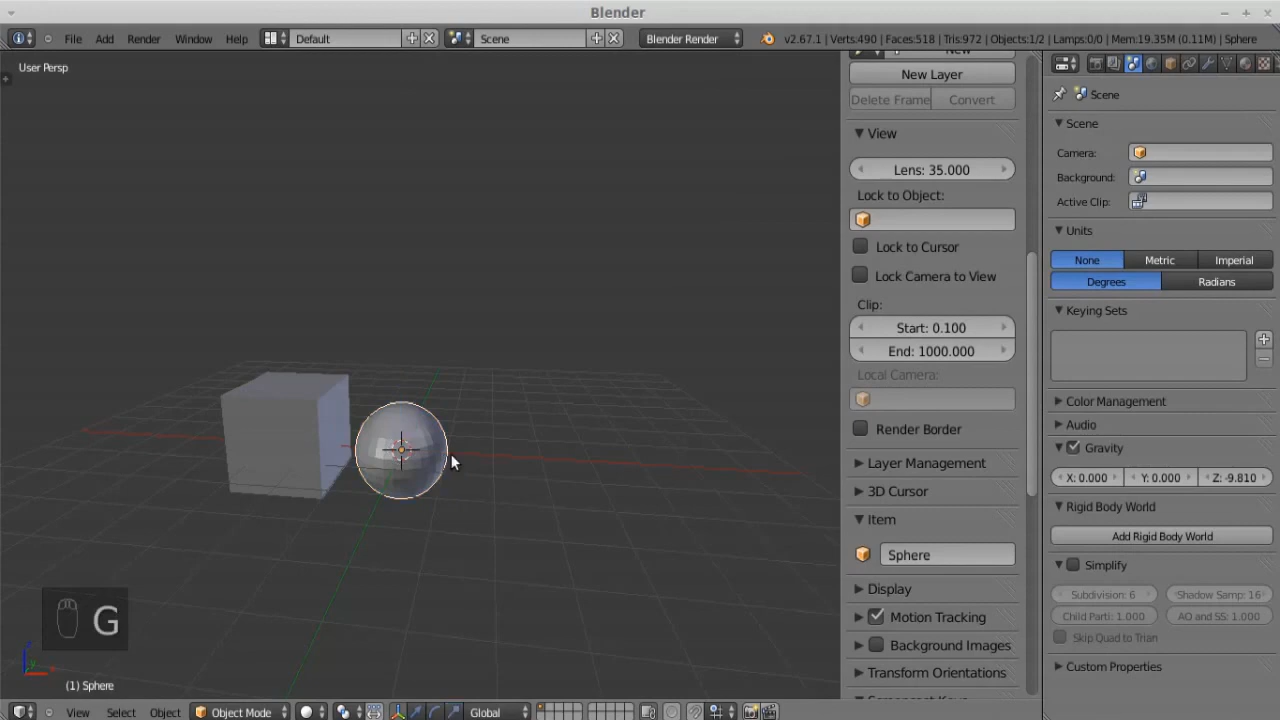 Blender
File Add Render Window Help Default Scene Blender Render v2.67.1 | Verts:490 | Faces:518 | Tris:972 | Objects:1/2 | Lamps:0/0 | Mem:19.35M (0.11M) | Sphere
User Persp
New
New Layer
Delete Frame Convert
View
Lens: 35.000
Lock to Object:
Lock to Cursor
Lock Camera to View
Clip:
Start: 0.100
End: 1000.000
Local Camera:
Render Border
Layer Management
3D Cursor
Item
Sphere
Display
Motion Tracking
Background Images
Transform Orientations
Screencast Keys
Scene
Scene
Camera:
Background:
Active Clip:
Units
None Metric Imperial
Degrees Radians
Keying Sets
Color Management
Audio
Gravity
X: 0.000 Y: 0.000 Z: -9.810
Rigid Body World
Add Rigid Body World
Simplify
Subdivision: 6 Shadow Samp: 16
Child Parti: 1.000 AO and SS: 1.000
Skip Quad to Trian
Custom Properties
G
z
y
x
(1) Sphere
View Select Object Object Mode Global